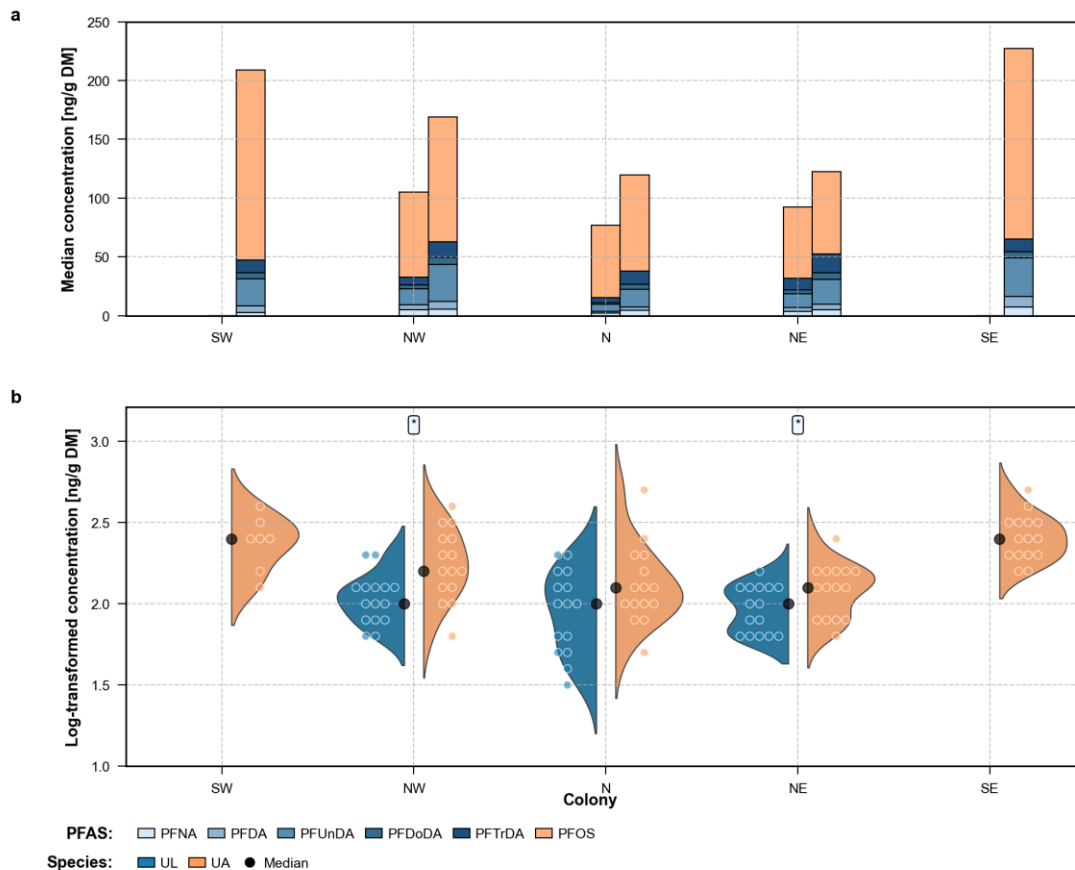 a
Median concentration [ng/g DM]
250
200
150
100
50
0
SW NW N NE SE
b
Log-transformed concentration [ng/g DM]
* *
3.0
2.5
2.0
1.5
1.0
SW NW N NE SE
Colony
PFAS: PFNA PFDA PFUnDA PFDoDA PFTrDA PFOS
Species: UL UA Median